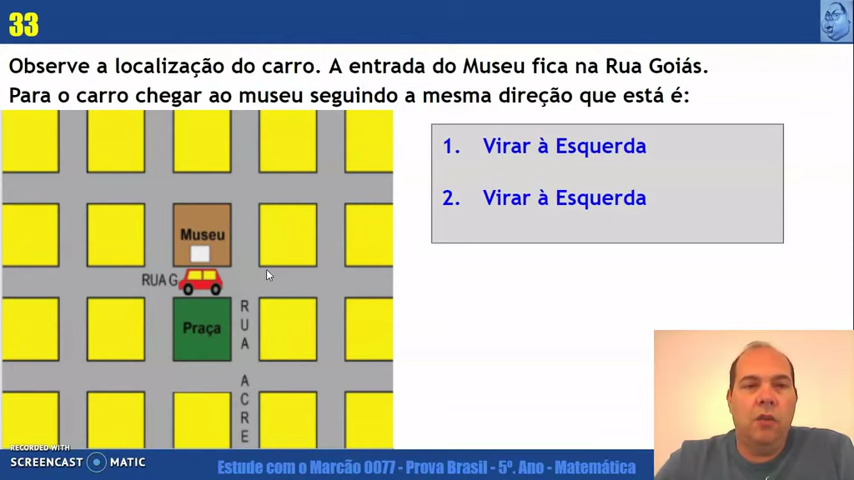 33
Observe a localização do carro. A entrada do Museu fica na Rua Goiás.
Para o carro chegar ao museu seguindo a mesma direção que está é:
1. Virar à Esquerda
2. Virar à Esquerda
Museu
RUA G
Praça
RUA
ACRE
RECORDED WITH
SCREENCAST MATIC
Estude com o Marcão 0077 - Prova Brasil - 5º. Ano - Matemática